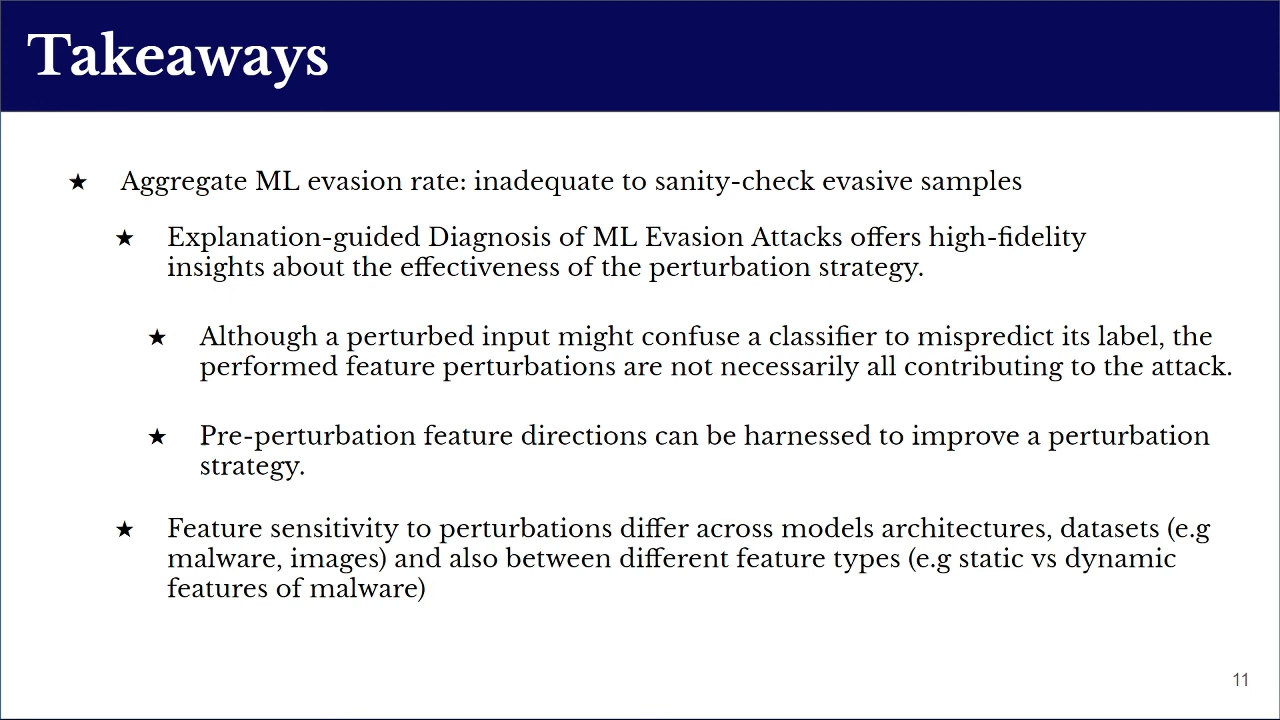 Takeaways
★ Aggregate ML evasion rate: inadequate to sanity-check evasive samples
★ Explanation-guided Diagnosis of ML Evasion Attacks offers high-fidelity
insights about the effectiveness of the perturbation strategy.
★ Although a perturbed input might confuse a classifier to mispredict its label, the
performed feature perturbations are not necessarily all contributing to the attack.
★ Pre-perturbation feature directions can be harnessed to improve a perturbation
strategy.
★ Feature sensitivity to perturbations differ across models architectures, datasets (e.g
malware, images) and also between different feature types (e.g static vs dynamic
features of malware)
11